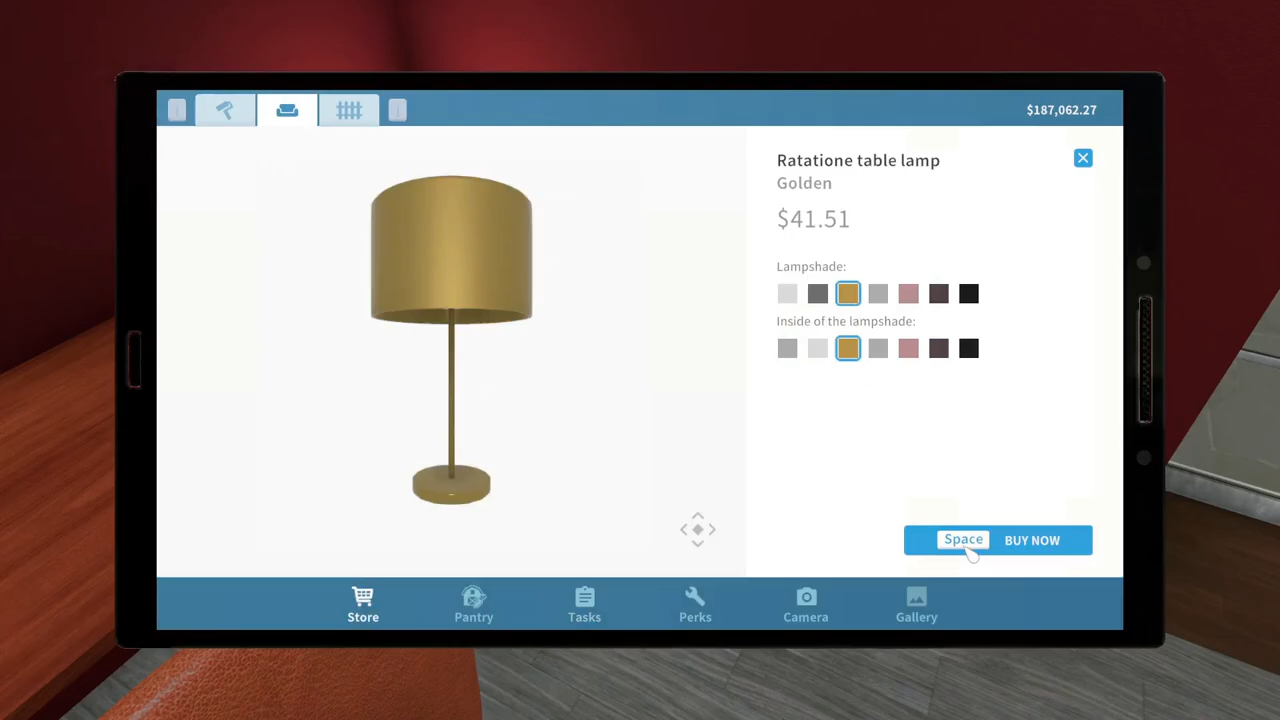 $187,062.27
Ratatione table lamp
Golden
$41.51
Lampshade:
Inside of the lampshade:
Space BUY NOW
Store Pantry Tasks Perks Camera Gallery